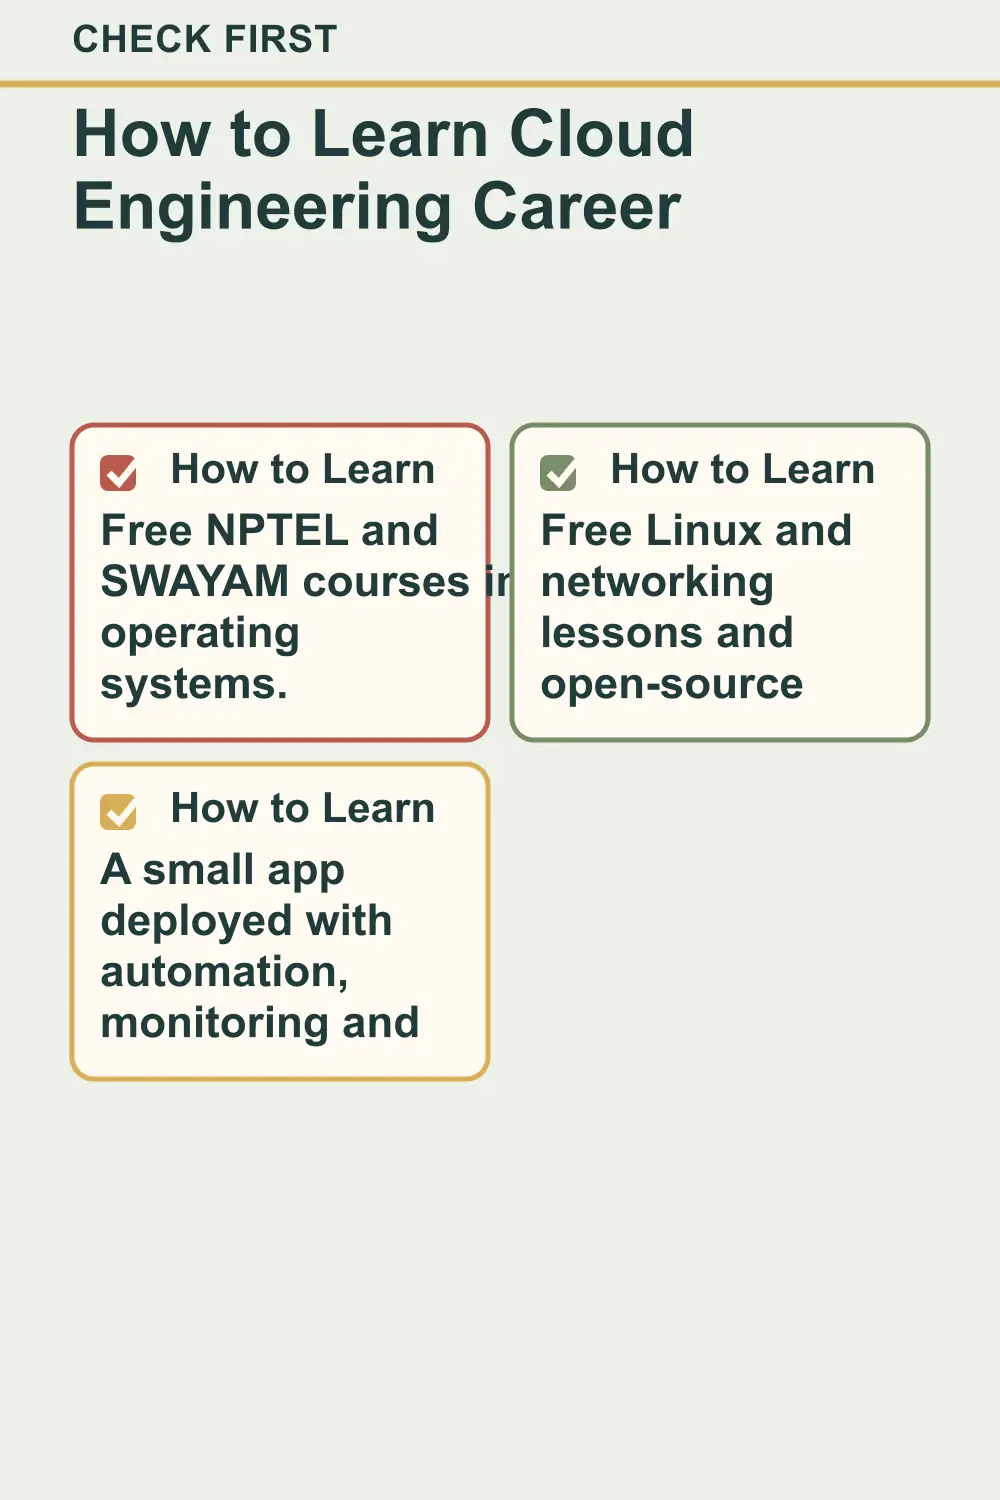 CHECK FIRST
How to Learn Cloud
Engineering Career
How to Learn
Free NPTEL and
SWAYAM courses in
operating
systems.
How to Learn
Free Linux and
networking
lessons and
open-source
How to Learn
A small app
deployed with
automation,
monitoring and